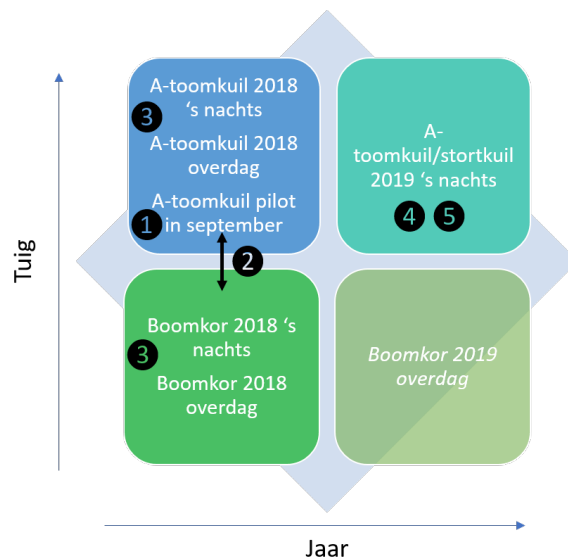 A-toomkuil 2018
‘s nachts
3
A-toomkuil 2018
overdag
A-toomkuil pilot
1
in september
A-
toomkuil/stortkuil
2019 ‘s nachts
4 5
2
Tuig
Boomkor 2018 ‘s
nachts
3
Boomkor 2018
overdag
Boomkor 2019
overdag
Jaar